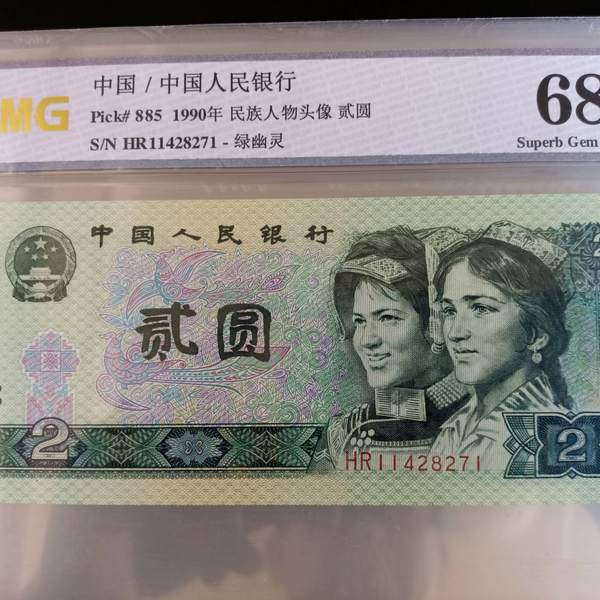 MG
中国 / 中国人民银行
Pick# 885 1990年 民族人物头像 贰圆
S/N HR11428271 - 绿幽灵
68
Superb Gem
中国人民银行
贰圆
2
HR11428271
2